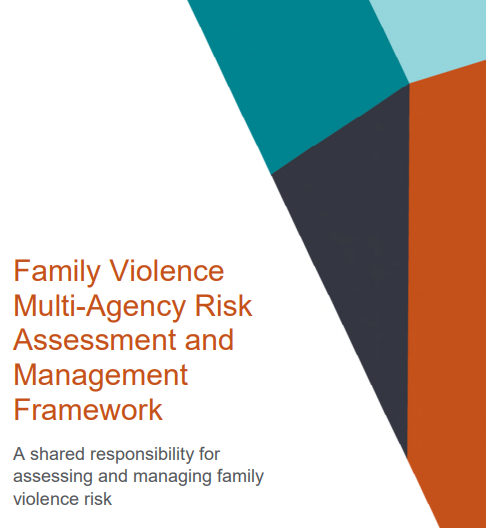 Family Violence
Multi-Agency Risk
Assessment and
Management
Framework
A shared responsibility for
assessing and managing family
violence risk